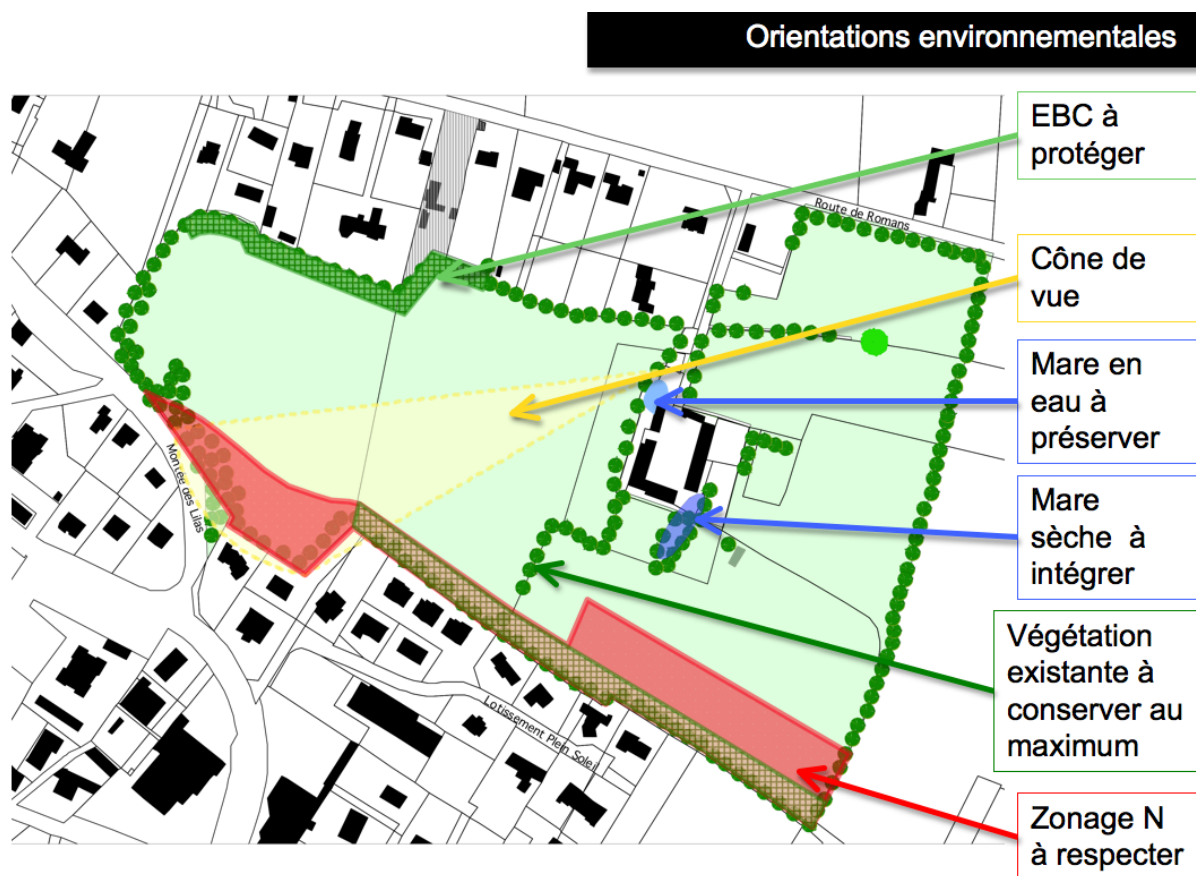 Orientations environnementales
EBC à
protéger
Route de Romans
Cône de
vue
Mare en
eau à
préserver
Montée des Lilas
Mare
sèche à
intégrer
Végétation
existante à
conserver au
maximum
Lotissement Plein Soleil
Zonage N
à respecter